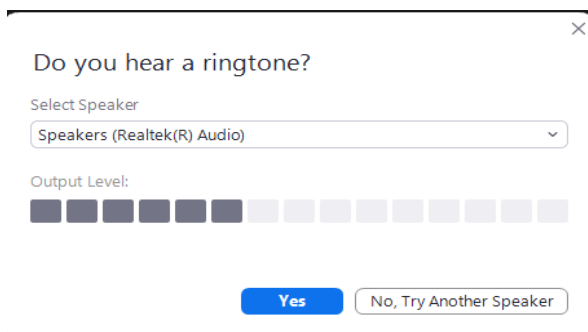 Do you hear a ringtone?
Select Speaker
Speakers (Realtek(R) Audio)
Output Level:
Yes
No, Try Another Speaker